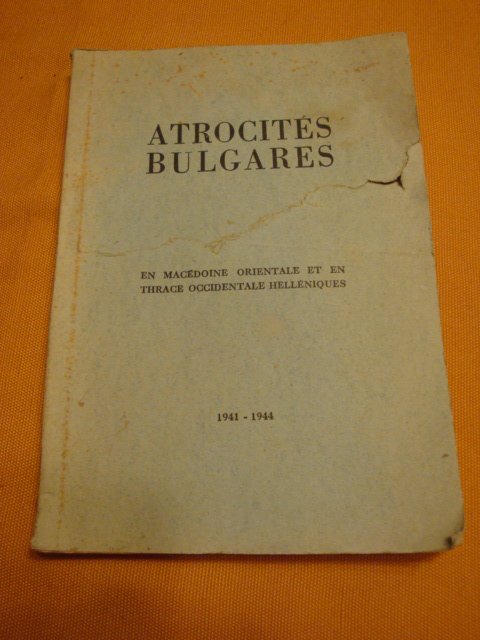 ATROCITÉS
BULGARES
EN MACÉDOINE ORIENTALE ET EN
THRACE OCCIDENTALE HELLÉNIQUES
1941 - 1944